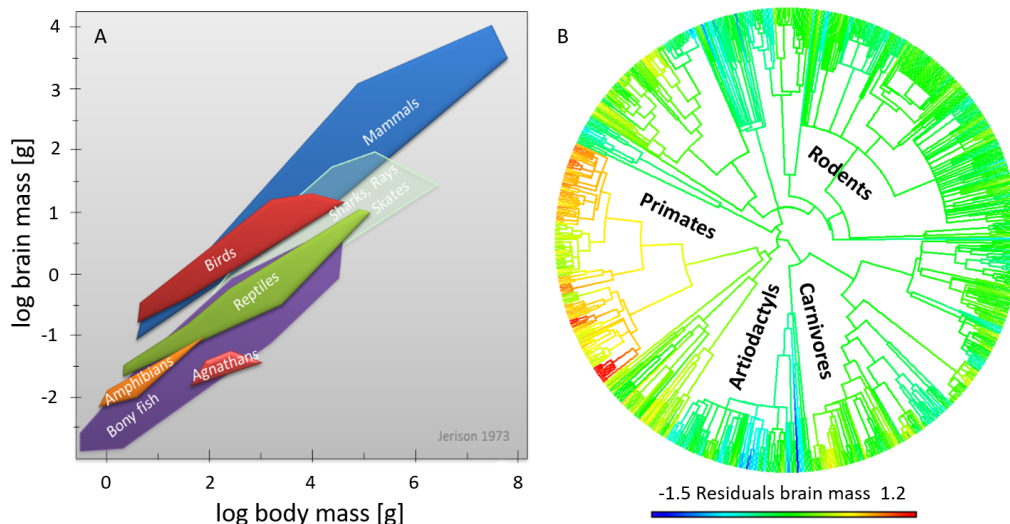 A
4
3
2
1
0
-1
-2
log brain mass [g]
Mammals
Sharks, Rays
Skates
Birds
Reptiles
Amphibians
Agnathans
Bony fish
Jerison 1973
0
2
4
6
8
log body mass [g]
B
Rodents
Primates
Artiodactyls
Carnivores
-1.5 Residuals brain mass 1.2